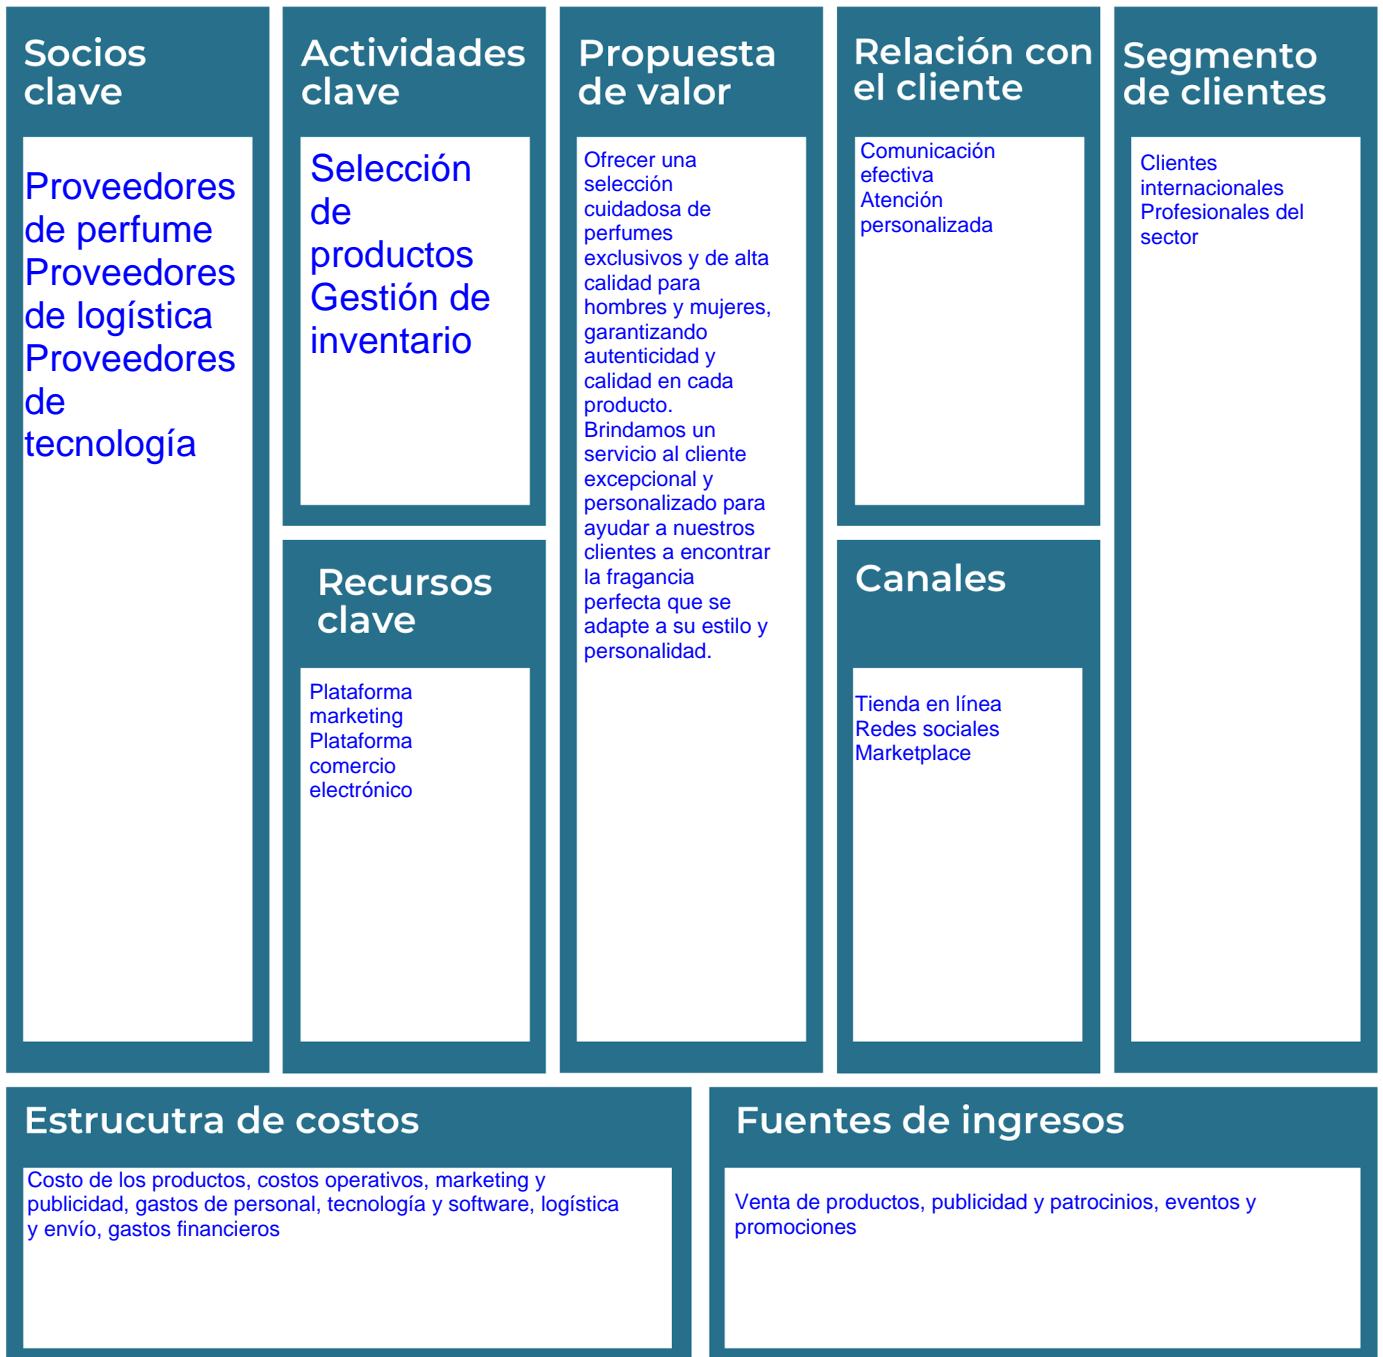 Socios
clave
Proveedores
de perfume
Proveedores
de logística
Proveedores
de
tecnología
Actividades
clave
Selección
de
productos
Gestión de
inventario
Recursos
clave
Plataforma
marketing
Plataforma
comercio
electrónico
Propuesta
de valor
Ofrecer una
selección
cuidadosa de
perfumes
exclusivos y de alta
calidad para
hombres y mujeres,
garantizando
autenticidad y
calidad en cada
producto.
Brindamos un
servicio al cliente
excepcional y
personalizado para
ayudar a nuestros
clientes a encontrar
la fragancia
perfecta que se
adapte a su estilo y
personalidad.
Relación con
el cliente
Comunicación
efectiva
Atención
personalizada
Canales
Tienda en línea
Redes sociales
Marketplace
Segmento
de clientes
Clientes
internacionales
Profesionales del
sector
Estrucutra de costos
Costo de los productos, costos operativos, marketing y
publicidad, gastos de personal, tecnología y software, logística
y envío, gastos financieros
Fuentes de ingresos
Venta de productos, publicidad y patrocinios, eventos y
promociones